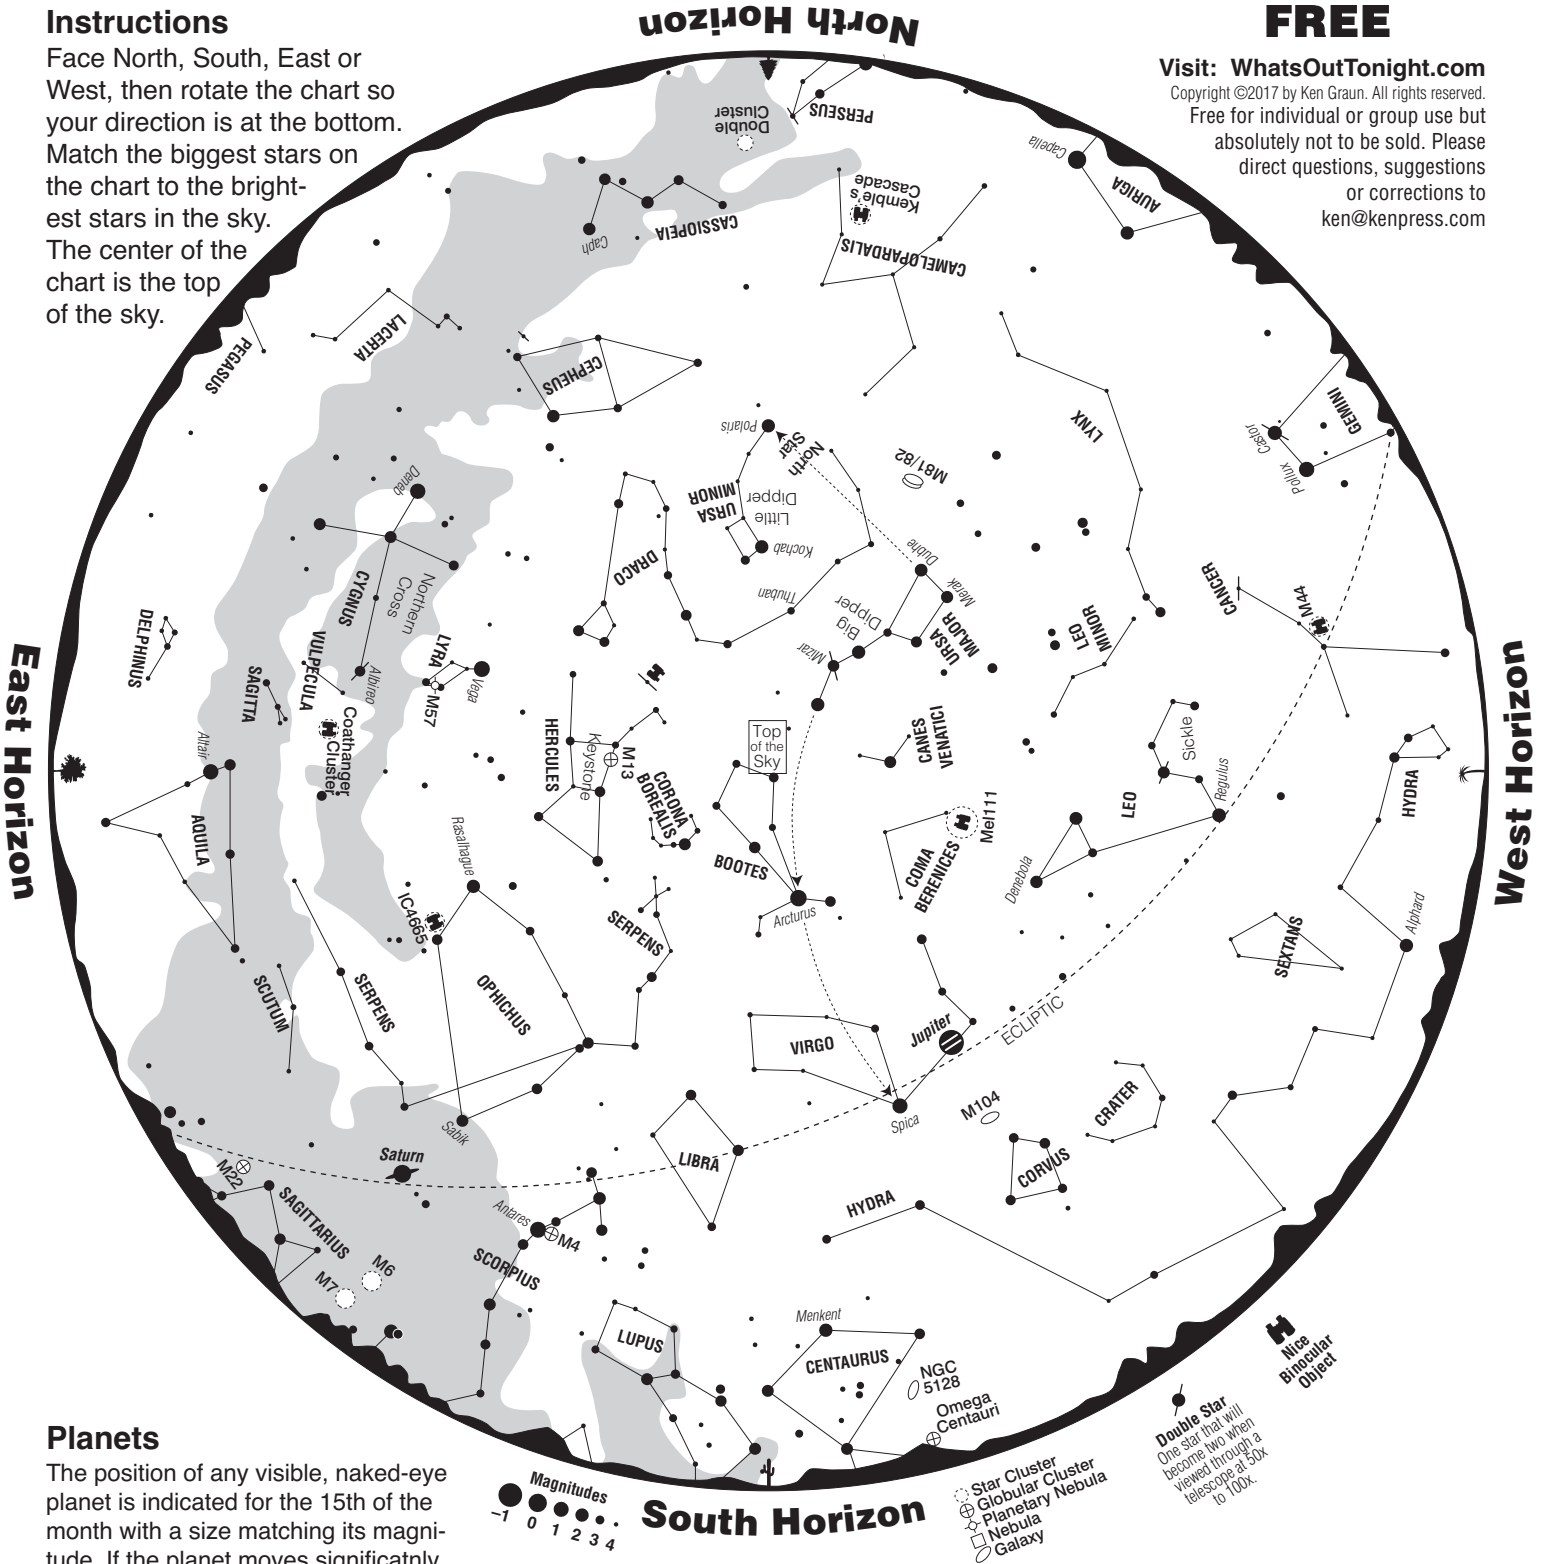 Instructions
Face North, South, East or
West, then rotate the chart so
your direction is at the bottom.
Match the biggest stars on
the chart to the bright-
est stars in the sky.
The center of the
chart is the top
of the sky.
North Horizon
FREE
Visit: WhatsOutTonight.com
Copyright ©2017 by Ken Graun. All rights reserved.
Free for individual or group use but
absolutely not to be sold. Please
direct questions, suggestions
or corrections to
ken@kenpress.com
Double
Cluster
PERSEUS
Capella
AURIGA
Kemble's
Cascade
CASSIOPEIA
Caph
CAMELOPARDALIS
LACERTA
PEGASUS
CEPHEUS
Polaris
North
Star
LYNX
GEMINI
Castor
Pollux
M81/82
Deneb
URSA
MINOR
Little
Dipper
Kochab
DRACO
Thuban
Dubhe
Merak
Big
Dipper
URSA
MAJOR
Mizar
LEO
MINOR
CANCER
M44
CYGNUS
Northern
Cross
DELPHINUS
VULPECULA
LYRA
Albireo
M57
Vega
SAGITTA
Coathanger
Cluster
East Horizon
West Horizon
Altair
AQUILA
HERCULES
Keystone
M13
CORONA
BOREALIS
Top
of the
Sky
CANES
VENATICI
Sickle
Regulus
LEO
HYDRA
Mel111
COMA
BERENICES
Denebola
BOOTES
Arcturus
Rasalhague
IC4665
SERPENS
SEXTANS
Alphard
SCUTUM
SERPENS
OPHICHUS
VIRGO
Jupiter
ECLIPTIC
Spica
M104
CRATER
Sabik
Saturn
LIBRA
CORVUS
M22
SAGITTARIUS
Antares
M4
HYDRA
SCORPIUS
M6
M7
LUPUS
Menkent
CENTAURUS
NGC
5128
Omega
Centauri
Nice
Binocular
Object
Double Star
One star that will
become two when
viewed through a
telescope at 50x
to 100x.
Planets
The position of any visible, naked-eye
planet is indicated for the 15th of the
month with a size matching its magni-
tude. If the planet moves significatnly
Magnitudes
–1 0 1 2 3 4
South Horizon
Star Cluster
Globular Cluster
Planetary Nebula
Nebula
Galaxy